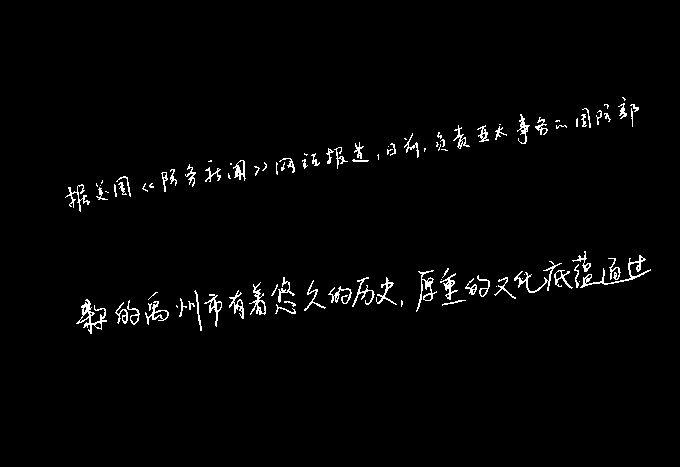 据美国《防务新闻》网站报道,日前,负责亚太事务的国防部
的禹州市有着悠久的历史,厚重的文化底蕴通过